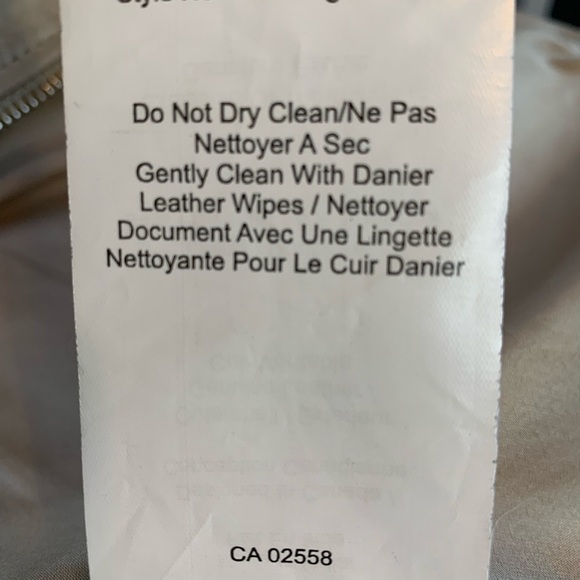 Do Not Dry Clean/Ne Pas
Nettoyer A Sec
Gently Clean With Danier
Leather Wipes / Nettoyer
Document Avec Une Lingette
Nettoyante Pour Le Cuir Danier
CA 02558